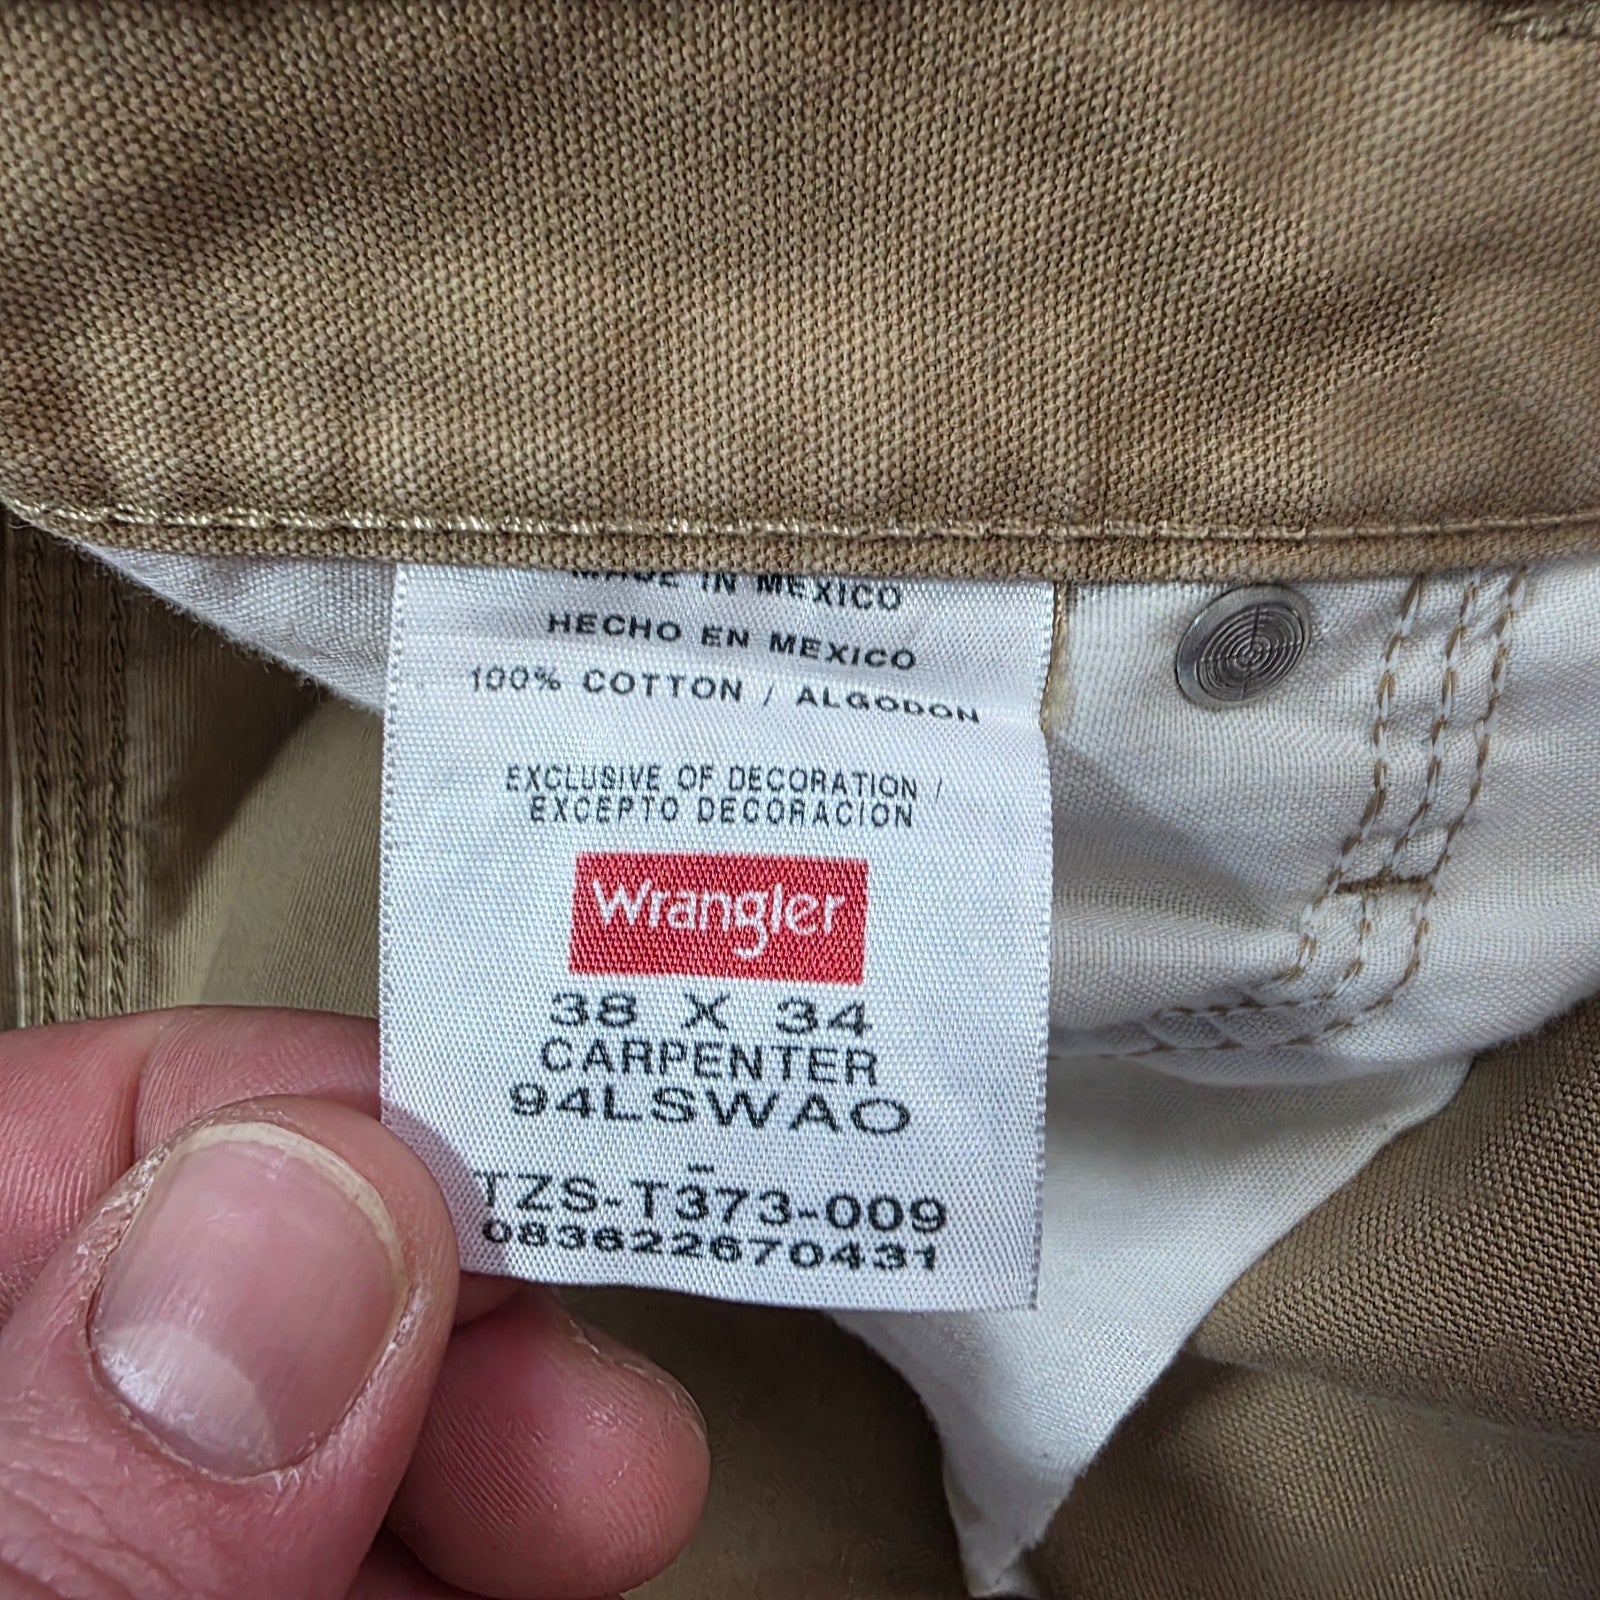 MADE IN MEXICO
HECHO EN MEXICO
100% COTTON / ALGODON
EXCLUSIVE OF DECORATION /
EXCEPTO DECORACION
Wrangler
38 X 34
CARPENTER
94LSWAO
TZS-T373-009
083622670431